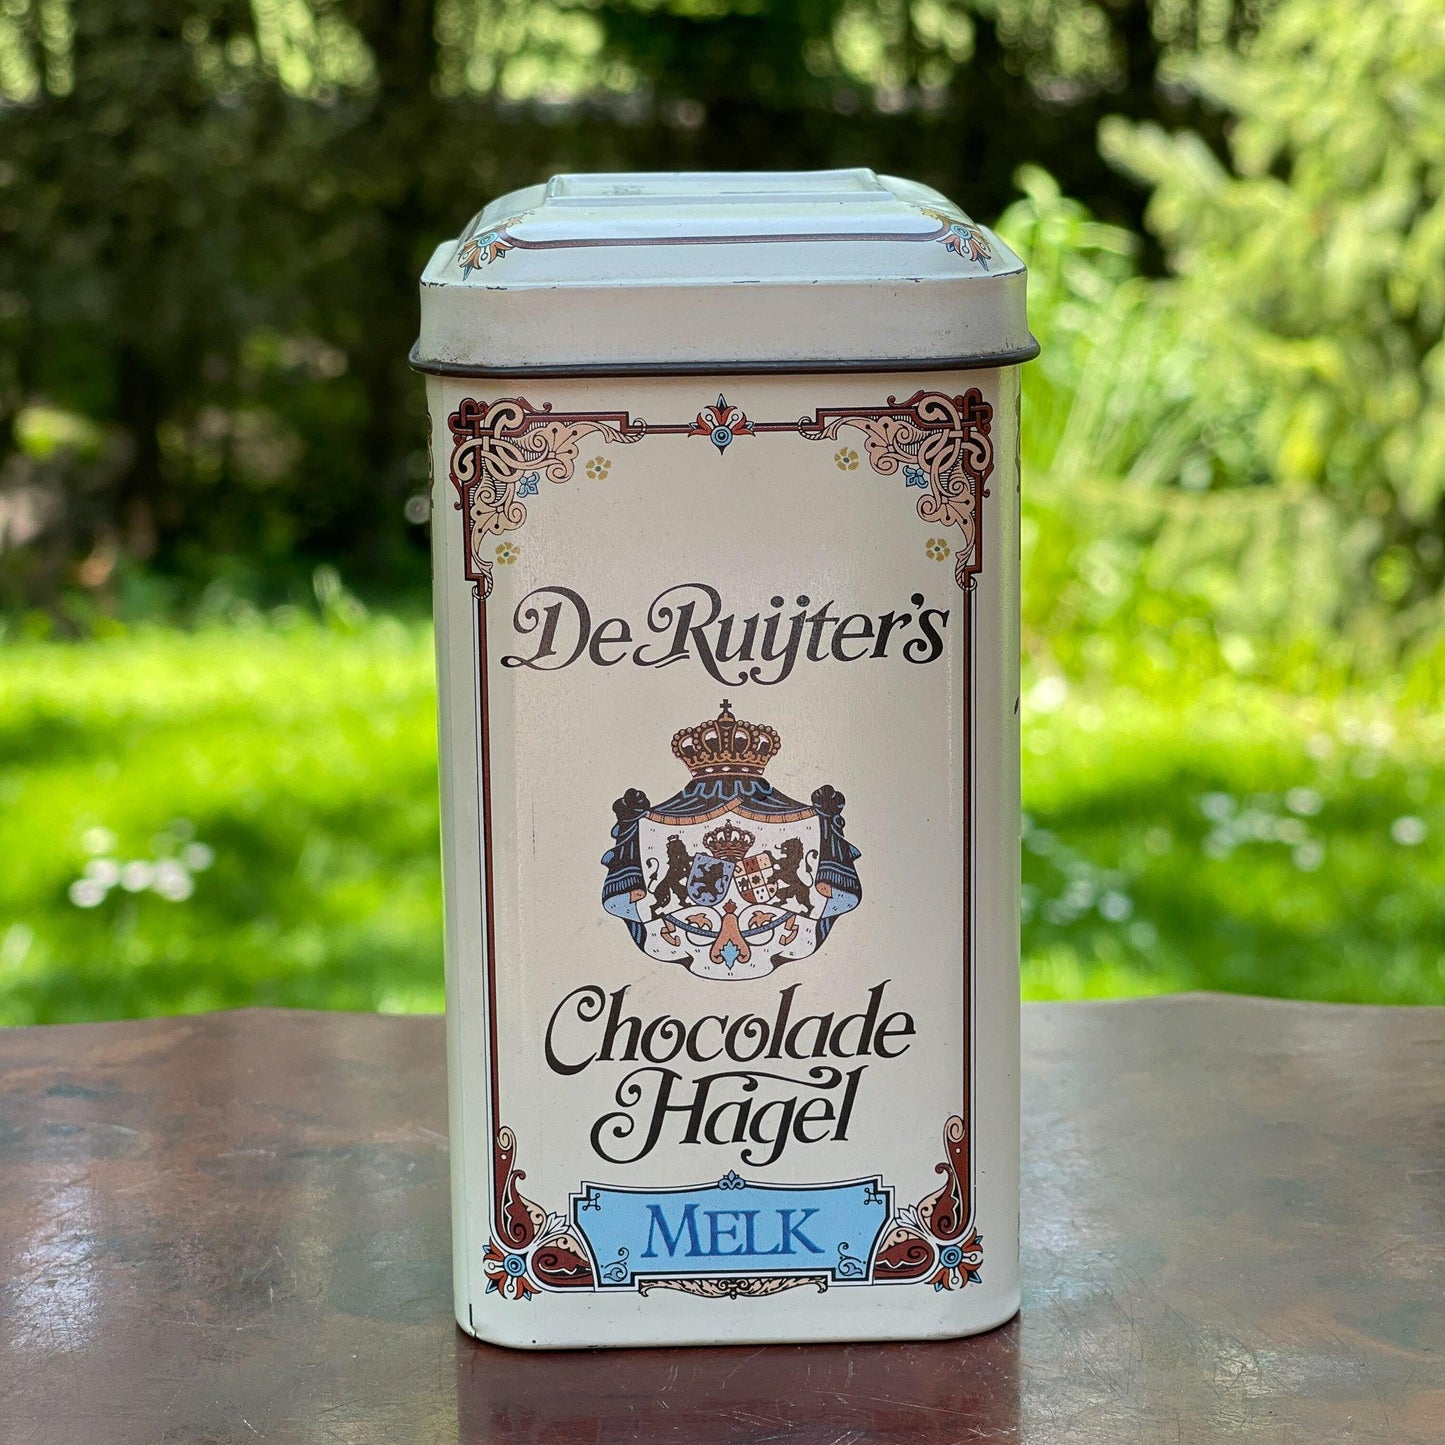 De Ruijter's
Chocolade
Hagel
MELK